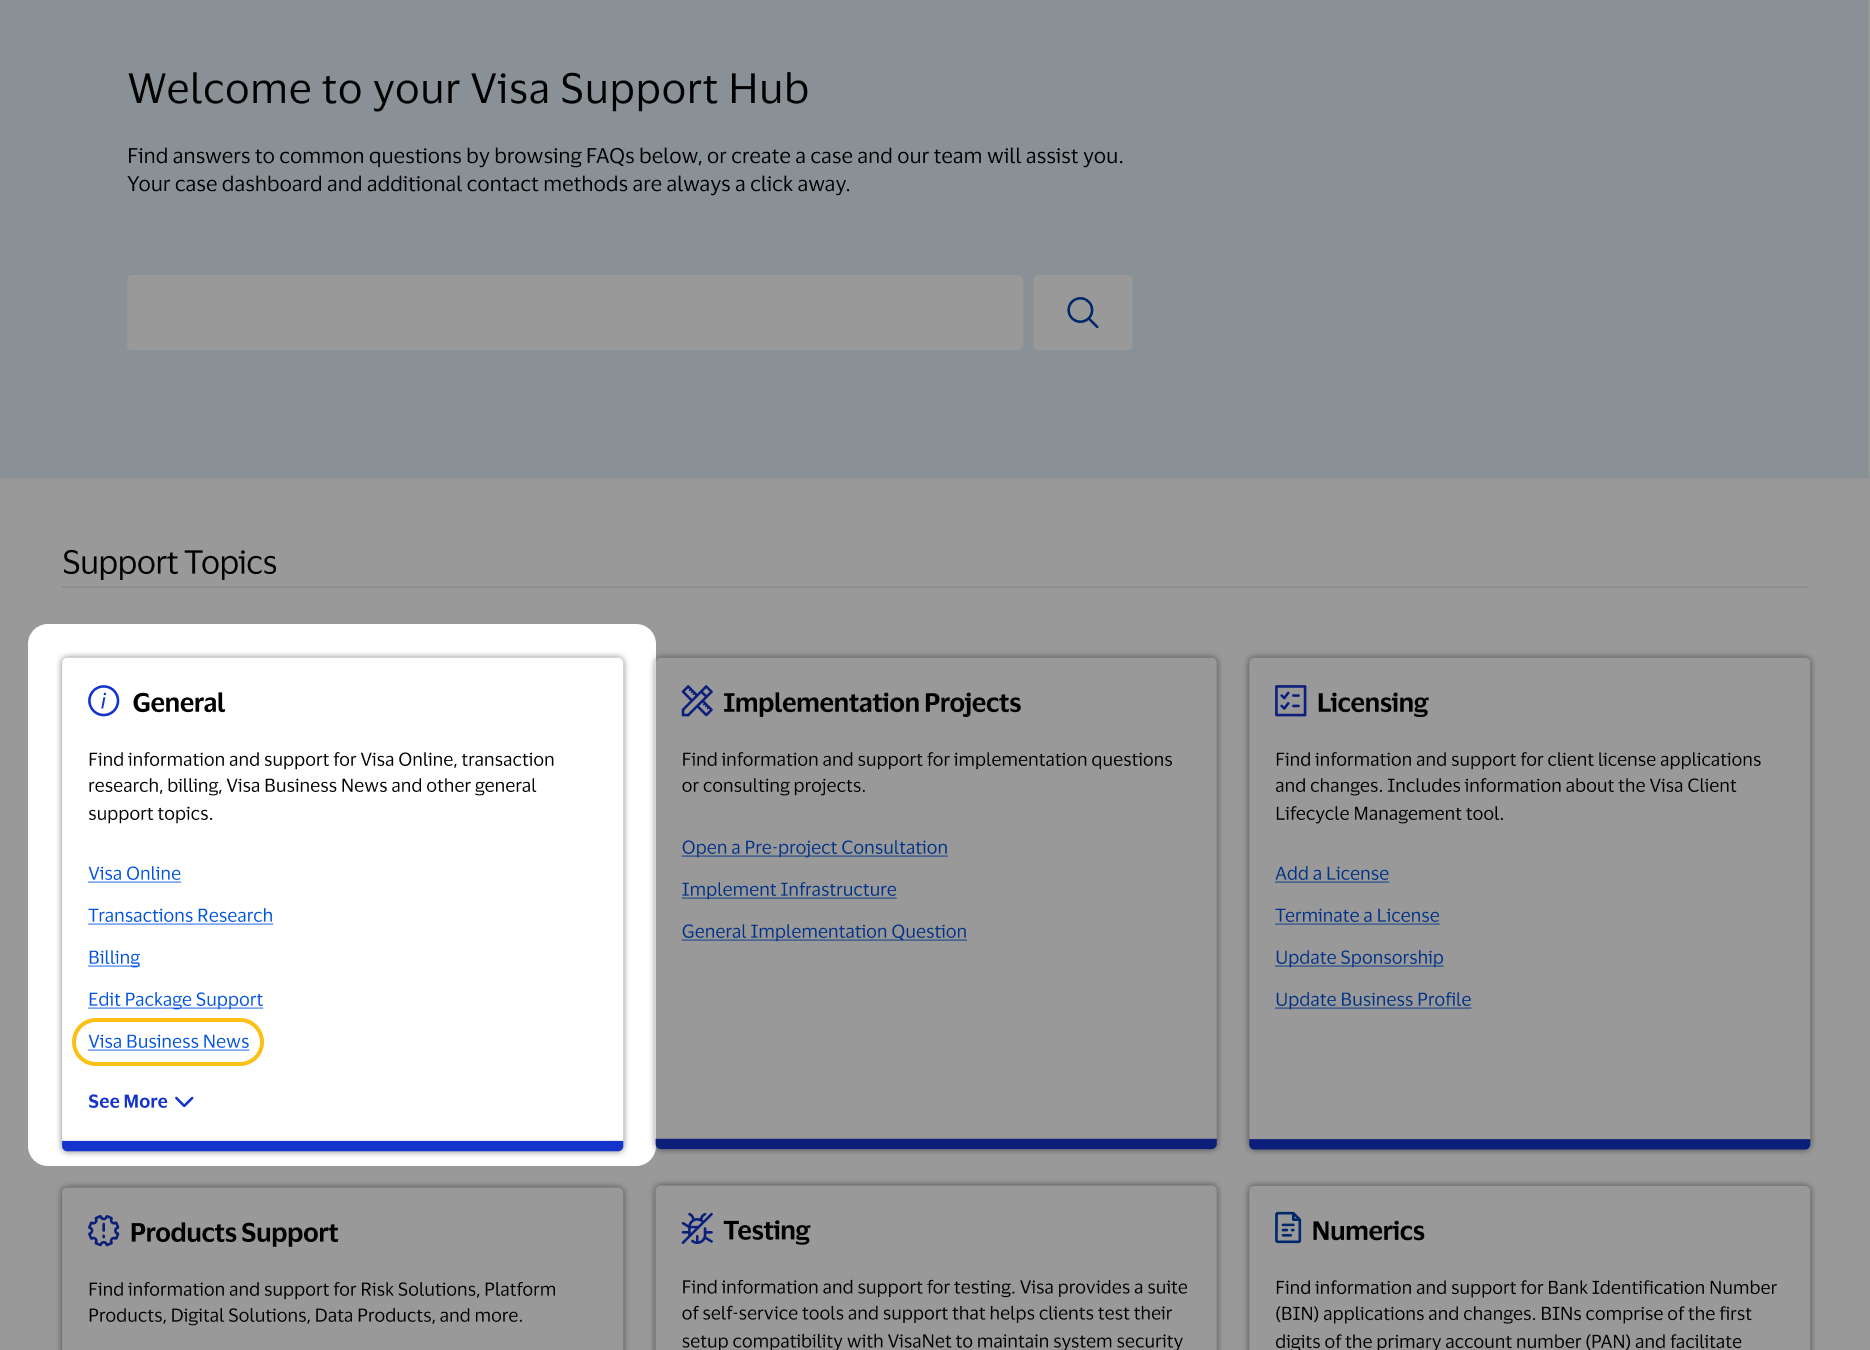 Welcome to your Visa Support Hub
Find answers to common questions by browsing FAQs below, or create a case and our team will assist you.
Your case dashboard and additional contact methods are always a click away.
Support Topics
General
Find information and support for Visa Online, transaction
research, billing, Visa Business News and other general
support topics.
Visa Online
Transactions Research
Billing
Edit Package Support
Visa Business News
See More
Implementation Projects
Find information and support for implementation questions
or consulting projects.
Open a Pre-project Consultation
Implement Infrastructure
General Implementation Question
Licensing
Find information and support for client license applications
and changes. Includes information about the Visa Client
Lifecycle Management tool.
Add a License
Terminate a License
Update Sponsorship
Update Business Profile
Products Support
Find information and support for Risk Solutions, Platform
Products, Digital Solutions, Data Products, and more.
Testing
Find information and support for testing. Visa provides a suite
of self-service tools and support that helps clients test their
setup compatibility with VisaNet to maintain system security
Numerics
Find information and support for Bank Identification Number
(BIN) applications and changes. BINs comprise of the first
digits of the primary account number (PAN) and facilitate